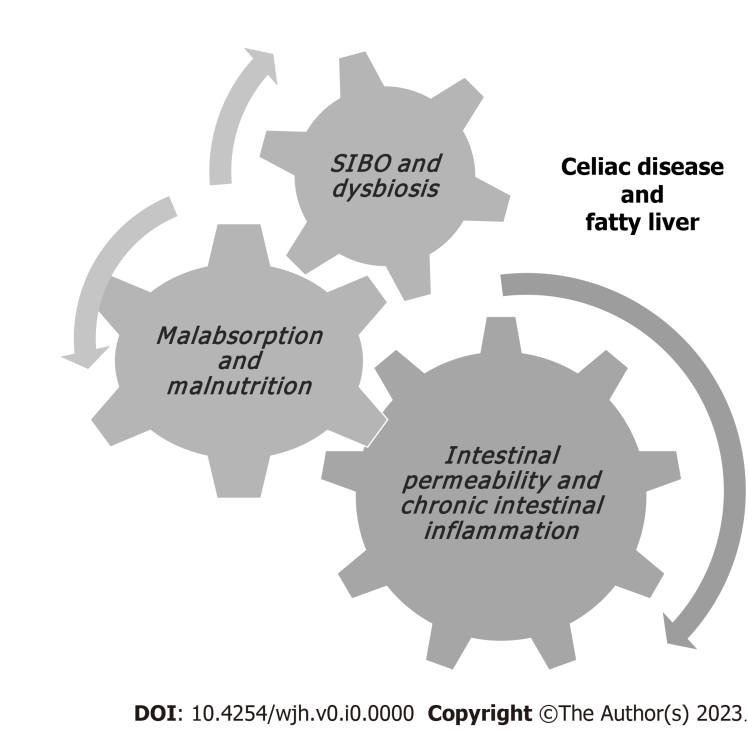 SIBO and
dysbiosis
Celiac disease
and
fatty liver
Malabsorption
and
malnutrition
Intestinal
permeability and
chronic intestinal
inflammation
DOI: 10.4254/wjh.v0.i0.0000 Copyright ©The Author(s) 2023.